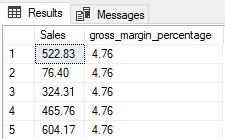 Results Messages
Sales gross_margin_percentage
1 522.83 4.76
2 76.40 4.76
3 324.31 4.76
4 465.76 4.76
5 604.17 4.76